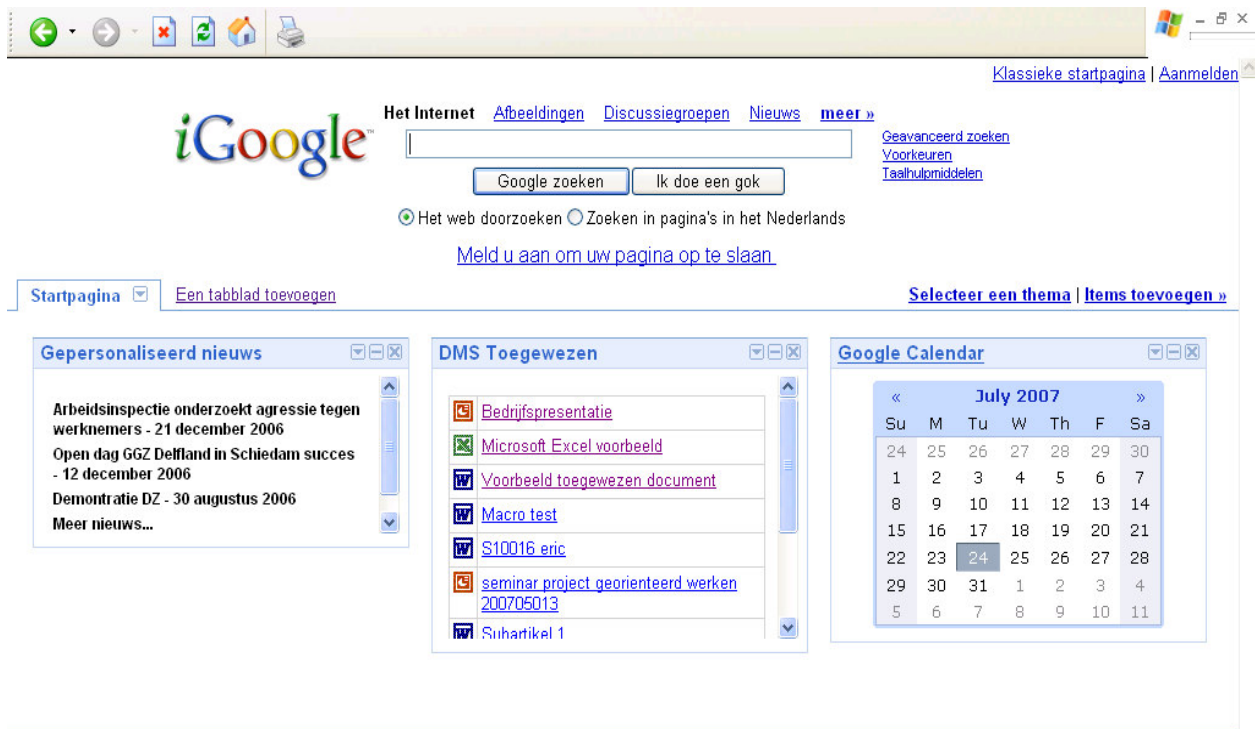 Klassieke startpagina | Aanmelden
iGoogle™
Het Internet Afbeeldingen Discussiegroepen Nieuws meer »
Geavanceerd zoeken
Voorkeuren
Taalhulpmiddelen
Google zoeken Ik doe een gok
Het web doorzoeken Zoeken in pagina's in het Nederlands
Meld u aan om uw pagina op te slaan
Startpagina Een tabblad toevoegen Selecteer een thema | Items toevoegen »
Gepersonaliseerd nieuws
Arbeidsinspectie onderzoekt agressie tegen
werknemers - 21 december 2006
Open dag GGZ Delfland in Schiedam succes
- 12 december 2006
Demontratie DZ - 30 augustus 2006
Meer nieuws...
DMS Toegewezen
Bedrijfspresentatie
Microsoft Excel voorbeeld
Voorbeeld toegewezen document
Macro test
S10016 eric
seminar project georienteerd werken
200705013
Subartikel 1
Google Calendar
« July 2007 »
Su M Tu W Th F Sa
24 25 26 27 28 29 30
1 2 3 4 5 6 7
8 9 10 11 12 13 14
15 16 17 18 19 20 21
22 23 24 25 26 27 28
29 30 31 1 2 3 4
5 6 7 8 9 10 11